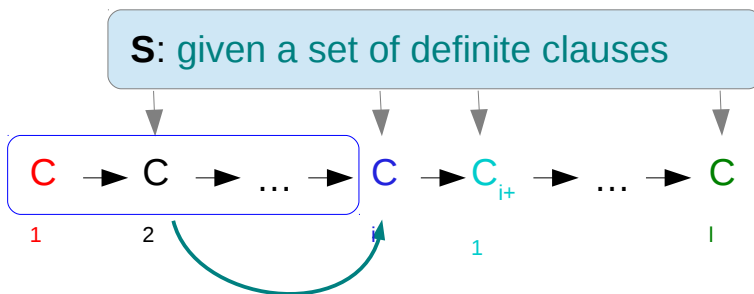 S: given a set of definite clauses
C C ... C C i+ ... C
1 2 i 1 l